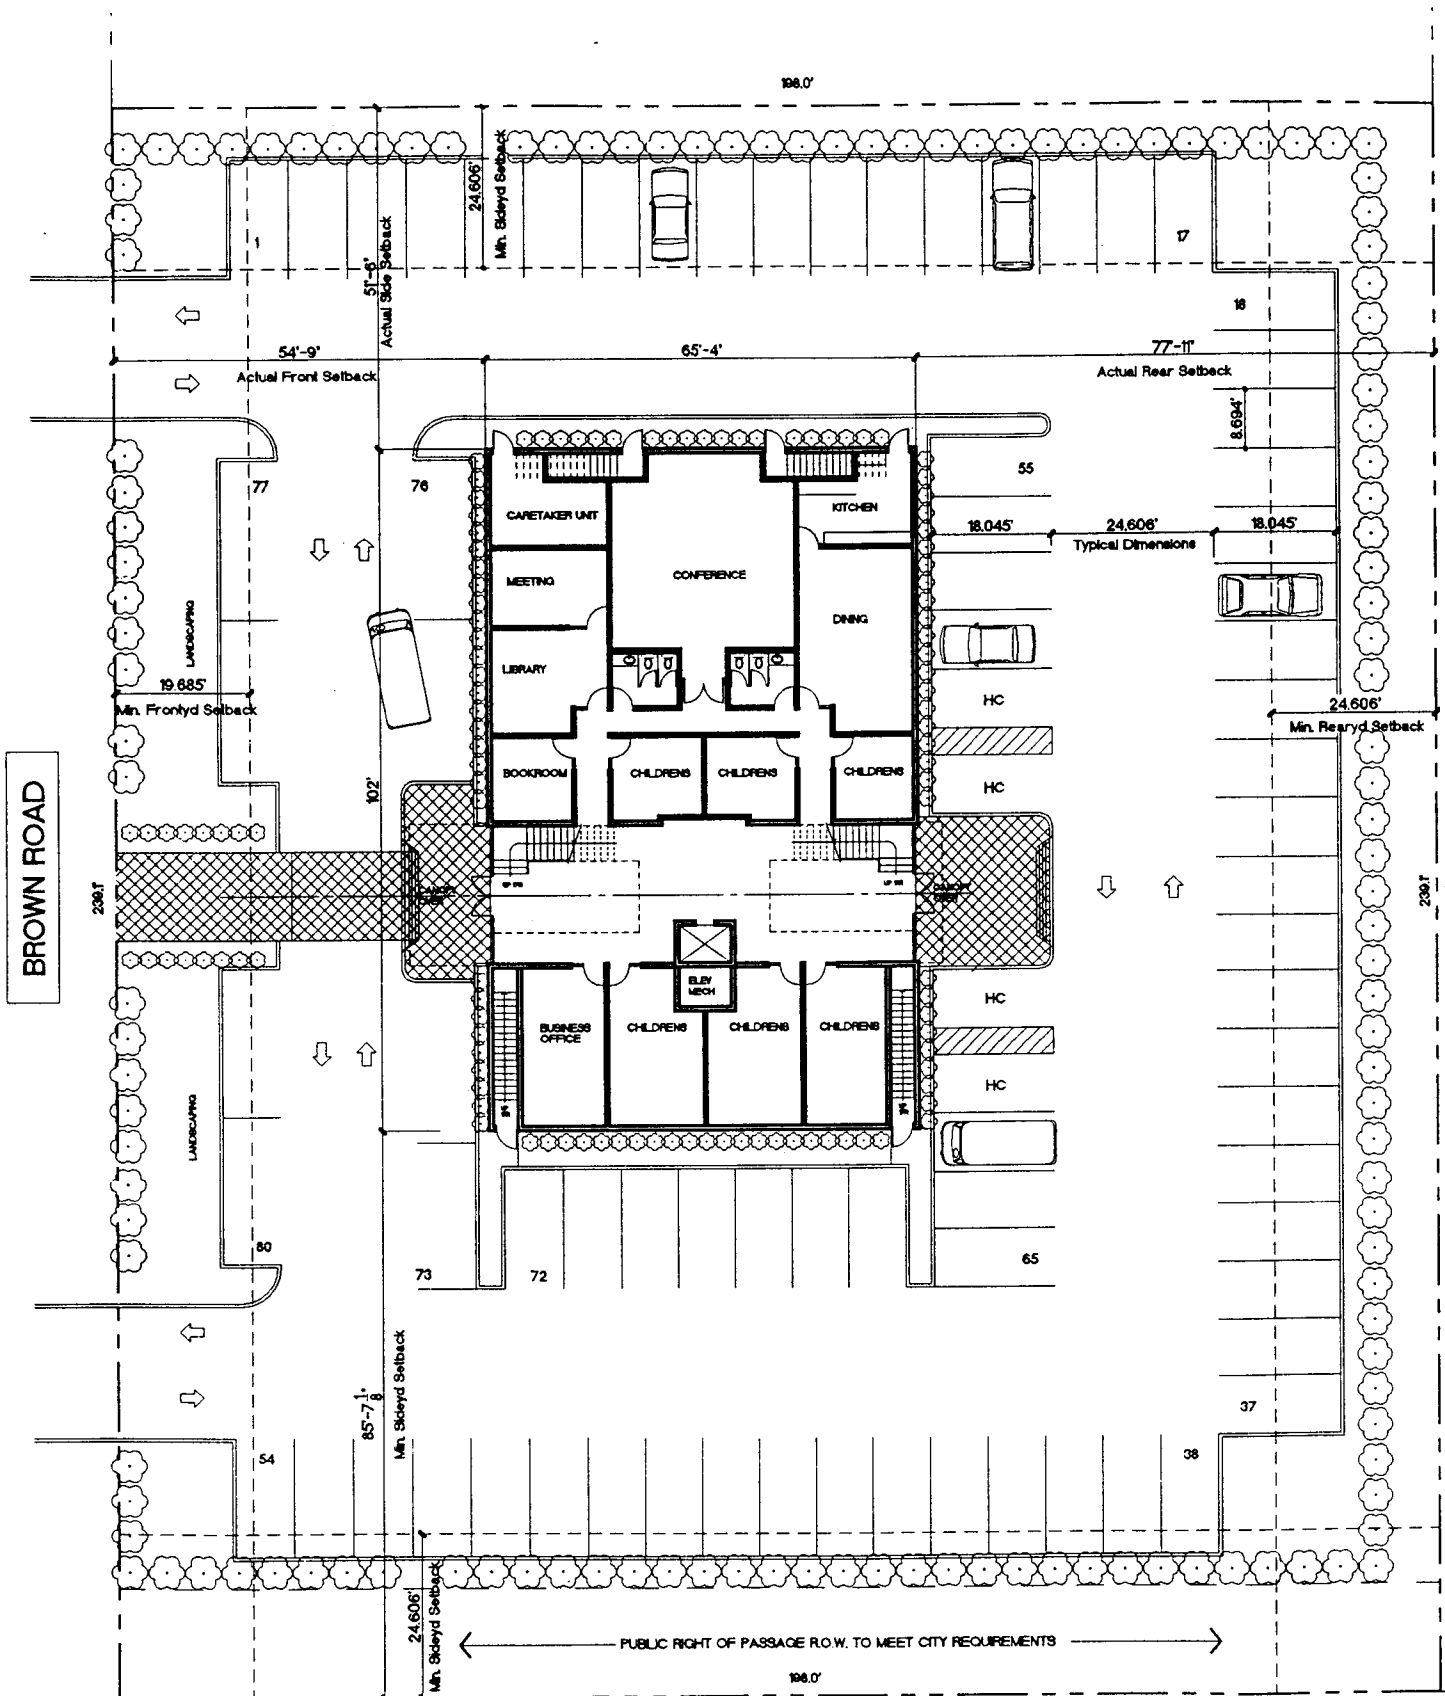 198.0'
24.606'
Min. Sideyd Setback
1
17
51'-6"
Actual Side Setback
18
54'-9"
65'-4"
77'-11"
Actual Front Setback
Actual Rear Setback
8.694'
77
76
55
CARETAKER UNIT
KITCHEN
18.045'
24.606'
18.045'
Typical Dimensions
MEETING
CONFERENCE
DINING
LANDSCAPING
LIBRARY
19.685'
Min. Frontyd Setback
HC
24.606'
Min. Rearyd Setback
BOOKROOM
CHILDRENS
CHILDRENS
CHILDRENS
HC
102'
BROWN ROAD
239.1'
CANOPY
OVER
CANOPY
OVER
239.1'
ELEV
MECH
BUSINESS
OFFICE
CHILDRENS
CHILDRENS
CHILDRENS
HC
HC
LANDSCAPING
80
73
72
65
85'-7 1/8"
Min. Sideyd Setback
37
54
38
24.606'
Min. Sideyd Setback
PUBLIC RIGHT OF PASSAGE R.O.W. TO MEET CITY REQUIREMENTS
198.0'